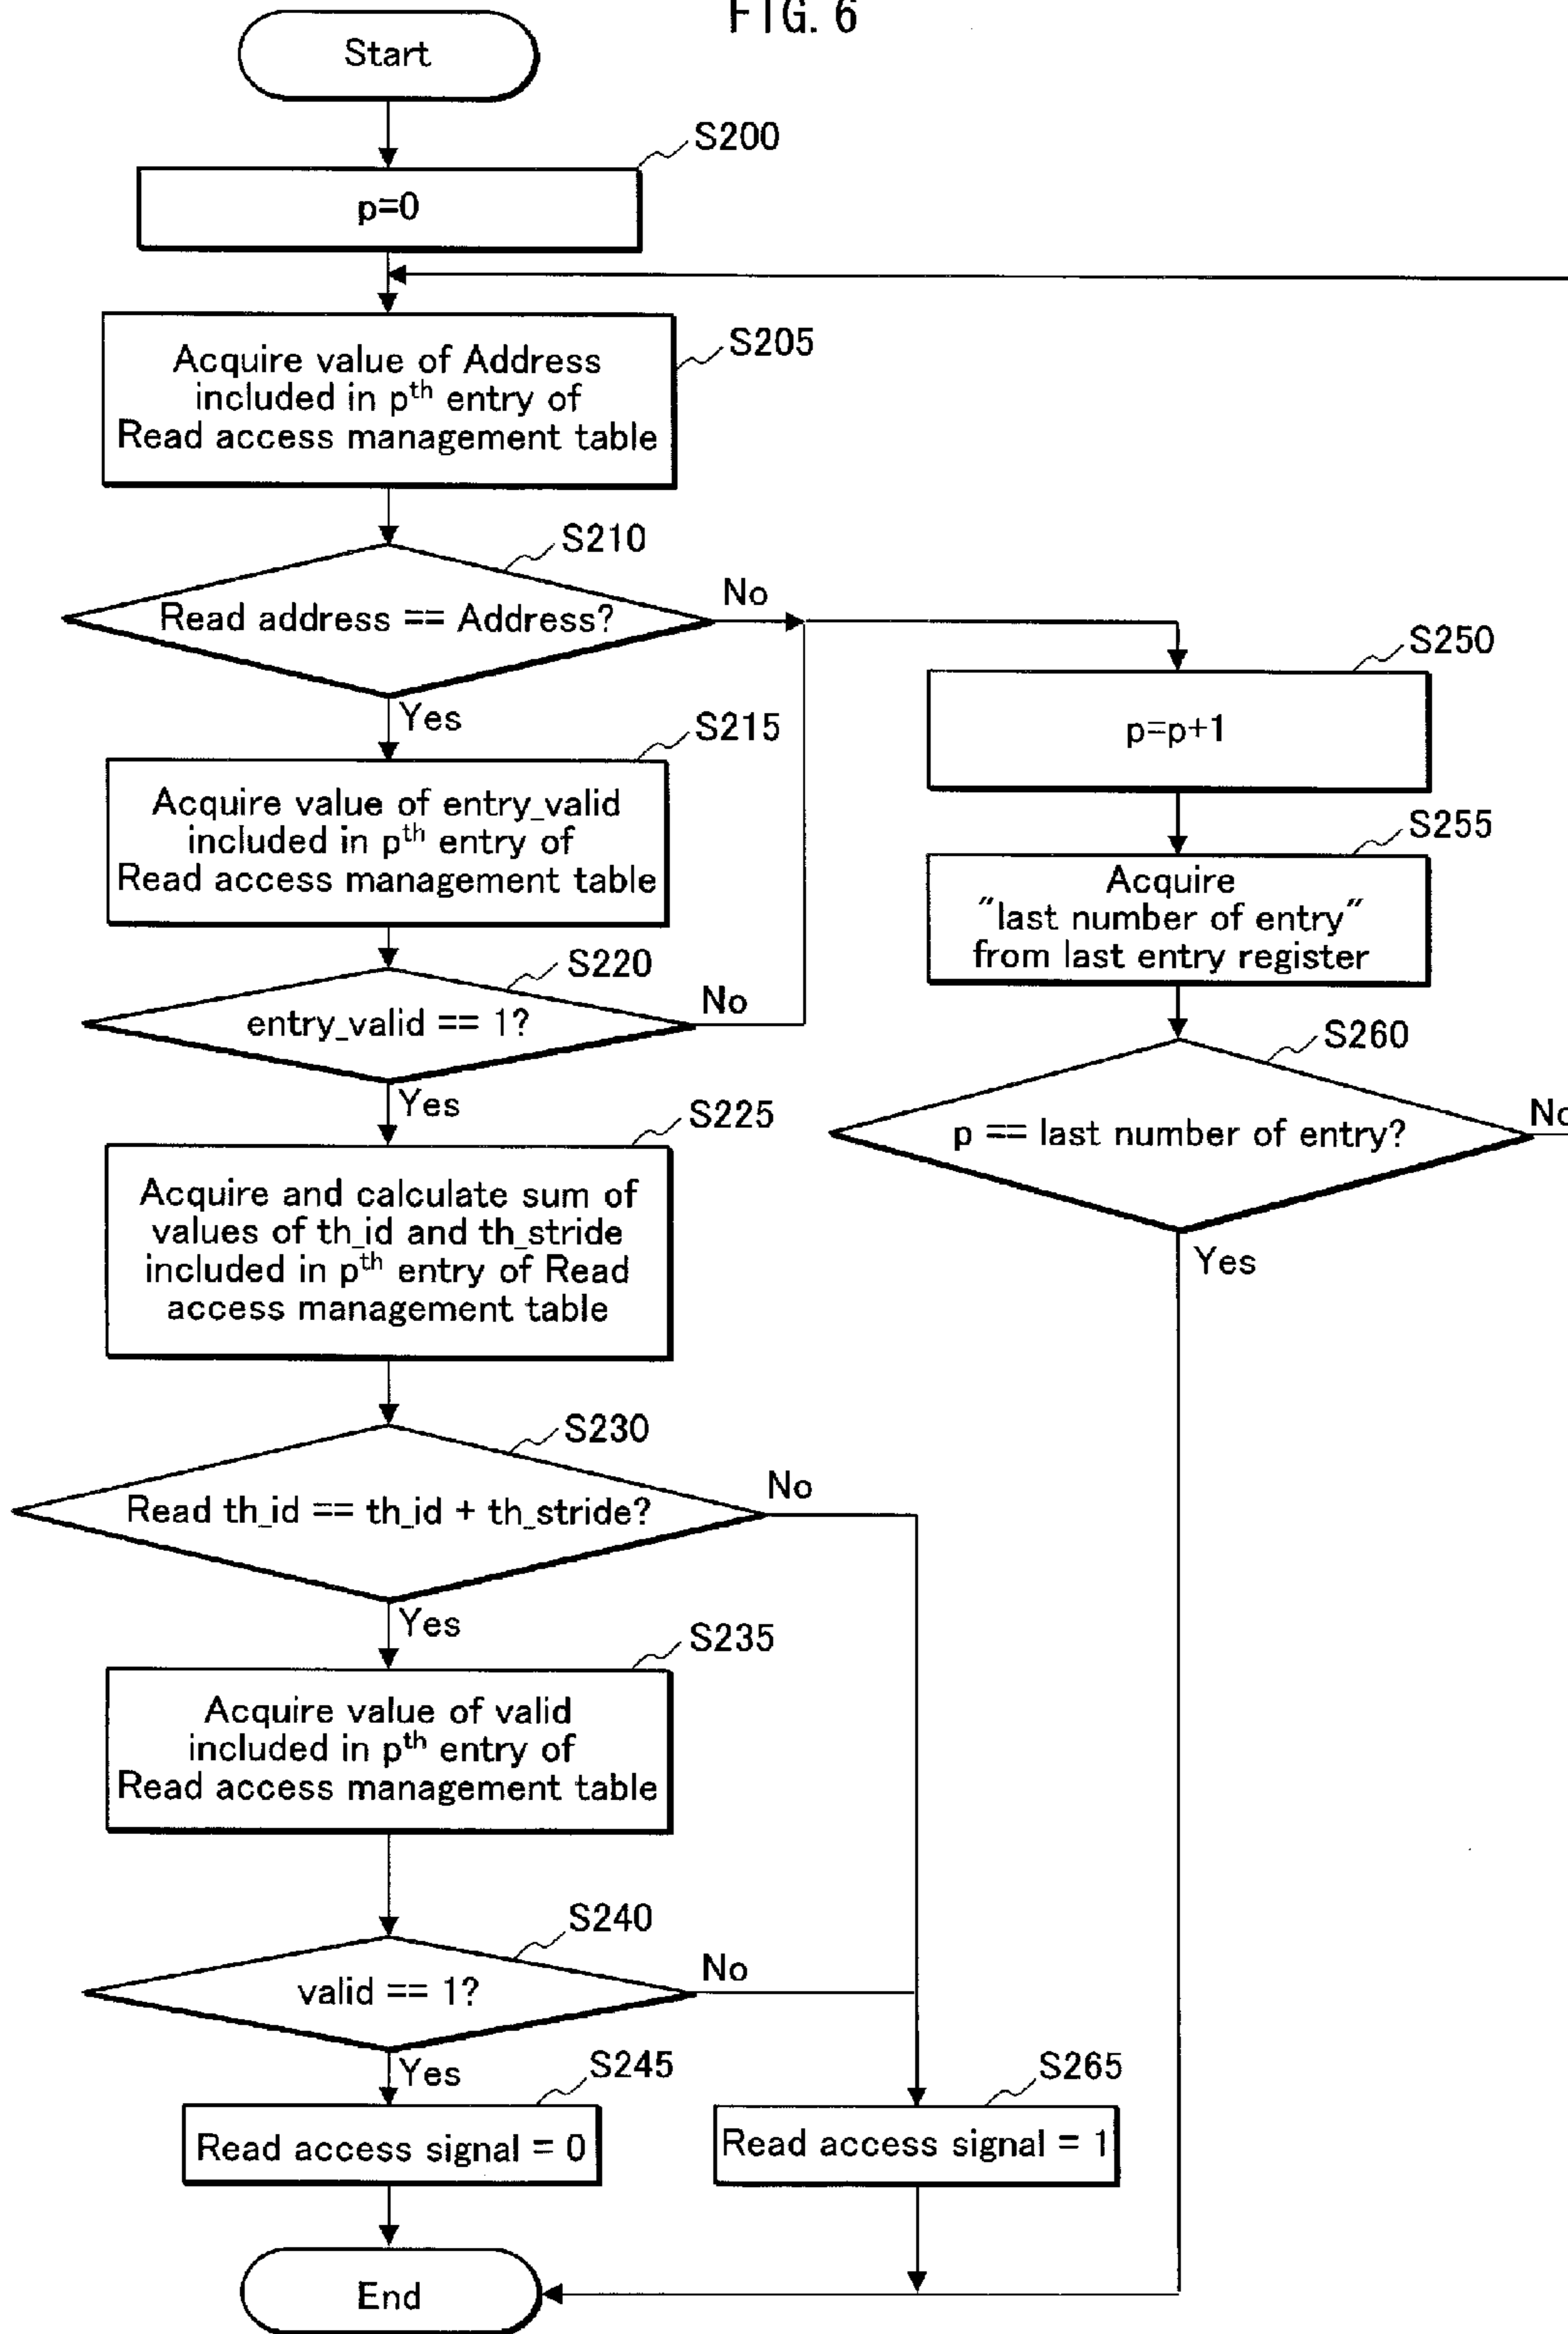 FIG. 6
Start
S200
p=0
S205
Acquire value of Address
included in pth entry of
Read access management table
S210
Read address == Address?
No
Yes
S215
Acquire value of entry_valid
included in pth entry of
Read access management table
S220
entry_valid == 1?
No
Yes
S225
Acquire and calculate sum of
values of th_id and th_stride
included in pth entry of Read
access management table
S230
Read th_id == th_id + th_stride?
No
Yes
S235
Acquire value of valid
included in pth entry of
Read access management table
S240
valid == 1?
No
Yes
S245
Read access signal = 0
S250
p=p+1
S255
Acquire
"last number of entry"
from last entry register
S260
p == last number of entry?
No
Yes
S265
Read access signal = 1
End